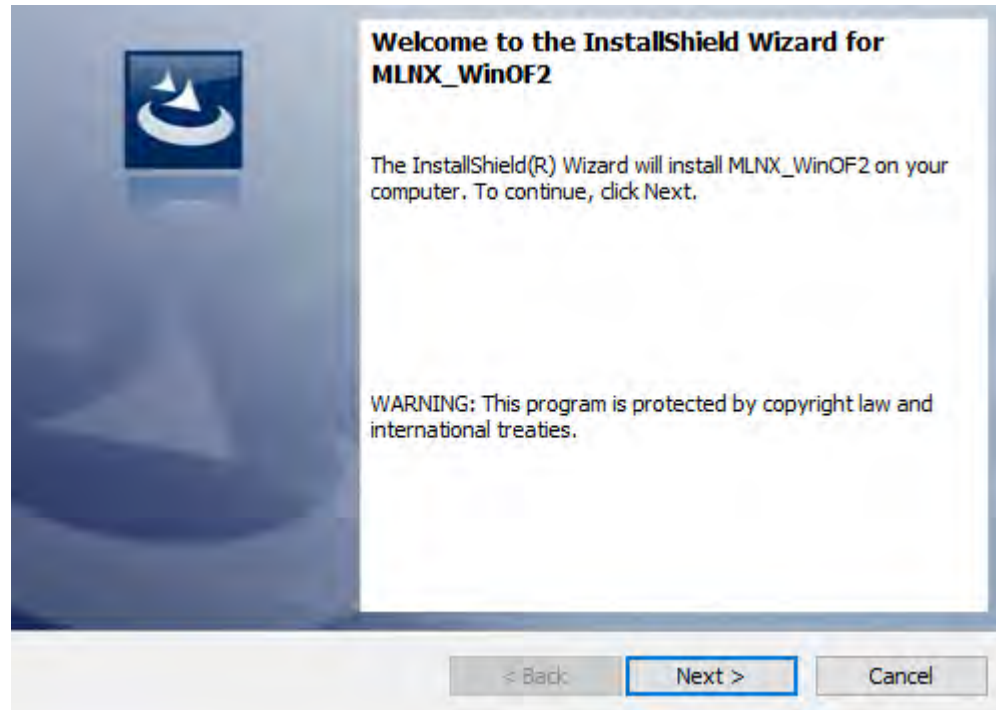 Welcome to the InstallShield Wizard for
MLNX_WinOF2
The InstallShield(R) Wizard will install MLNX_WinOF2 on your
computer. To continue, click Next.
WARNING: This program is protected by copyright law and
international treaties.
< Back
Next >
Cancel